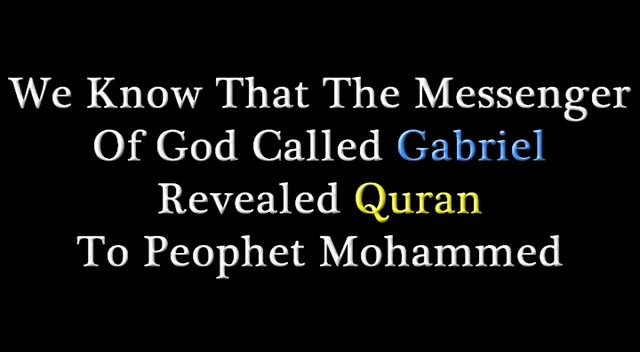 We Know That The Messenger
Of God Called Gabriel
Revealed Quran
To Peophet Mohammed